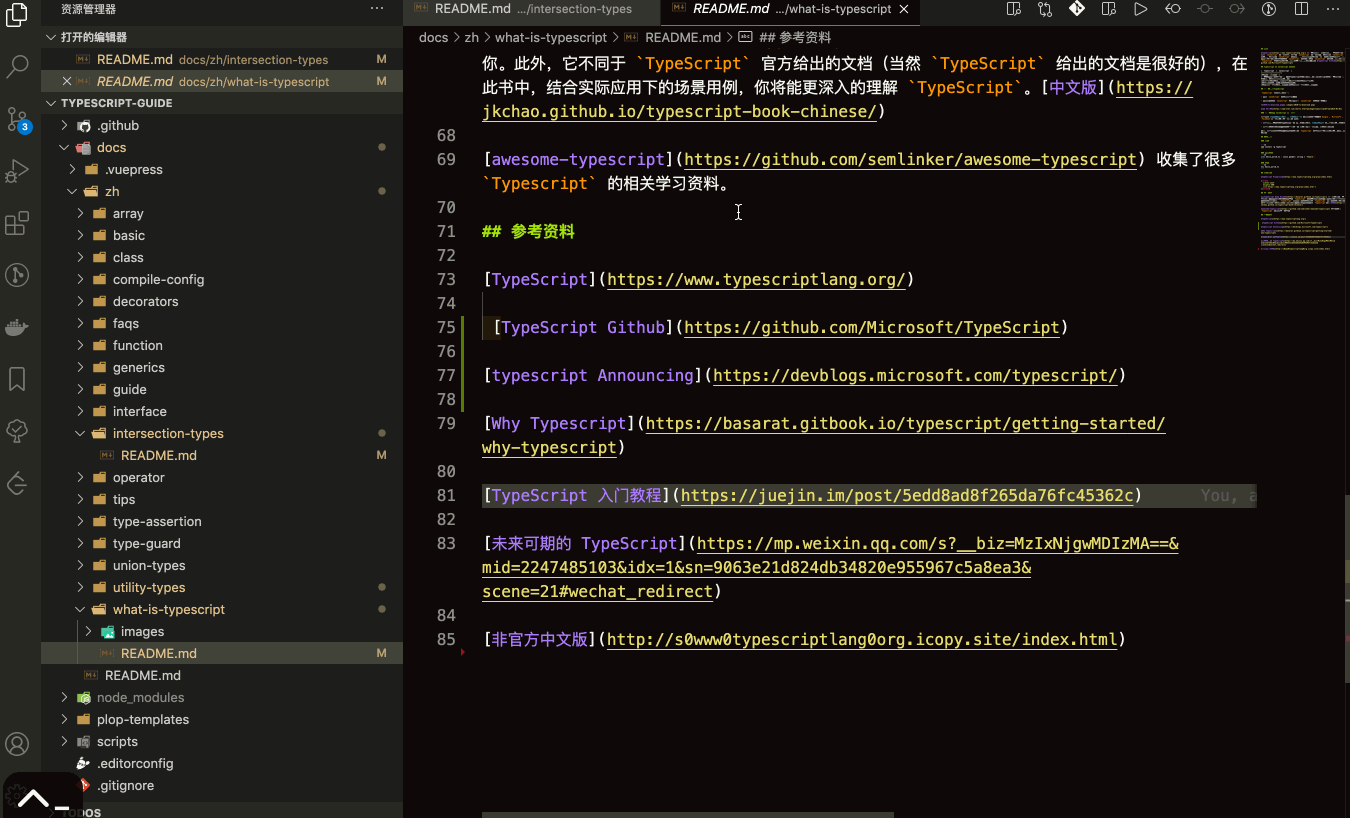 资源管理器
···
打开的编辑器
README.md docs/zh/intersection-types M
README.md docs/zh/what-is-typescript M
TYPESCRIPT-GUIDE
.github
docs
.vuepress
zh
array
basic
class
compile-config
decorators
faqs
function
generics
guide
interface
intersection-types
README.md M
operator
tips
type-assertion
type-guard
union-types
utility-types
what-is-typescript
images
README.md M
README.md
node_modules
plop-templates
scripts
.editorconfig
.gitignore
TODOS
3
README.md .../intersection-types
README.md .../what-is-typescript
docs > zh > what-is-typescript > README.md > ## 参考资料
你。此外，它不同于 `TypeScript` 官方给出的文档（当然 `TypeScript` 给出的文档是很好的），在
此书中，结合实际应用下的场景用例，你将能更深入的理解 `TypeScript`。[中文版](https://
jkchao.github.io/typescript-book-chinese/)
68
69 [awesome-typescript](https://github.com/semlinker/awesome-typescript) 收集了很多
`Typescript` 的相关学习资料。
70
71 ## 参考资料
72
73 [TypeScript](https://www.typescriptlang.org/)
74
75 [TypeScript Github](https://github.com/Microsoft/TypeScript)
76
77 [typescript Announcing](https://devblogs.microsoft.com/typescript/)
78
79 [Why Typescript](https://basarat.gitbook.io/typescript/getting-started/
why-typescript)
80
81 [TypeScript 入门教程](https://juejin.im/post/5edd8ad8f265da76fc45362c) You, a
82
83 [未来可期的 TypeScript](https://mp.weixin.qq.com/s?__biz=MzIxNjgwMDIzMA==&
mid=2247485103&idx=1&sn=9063e21d824db34820e955967c5a8ea3&
scene=21#wechat_redirect)
84
85 [非官方中文版](http://s0www0typescriptlang0org.icopy.site/index.html)